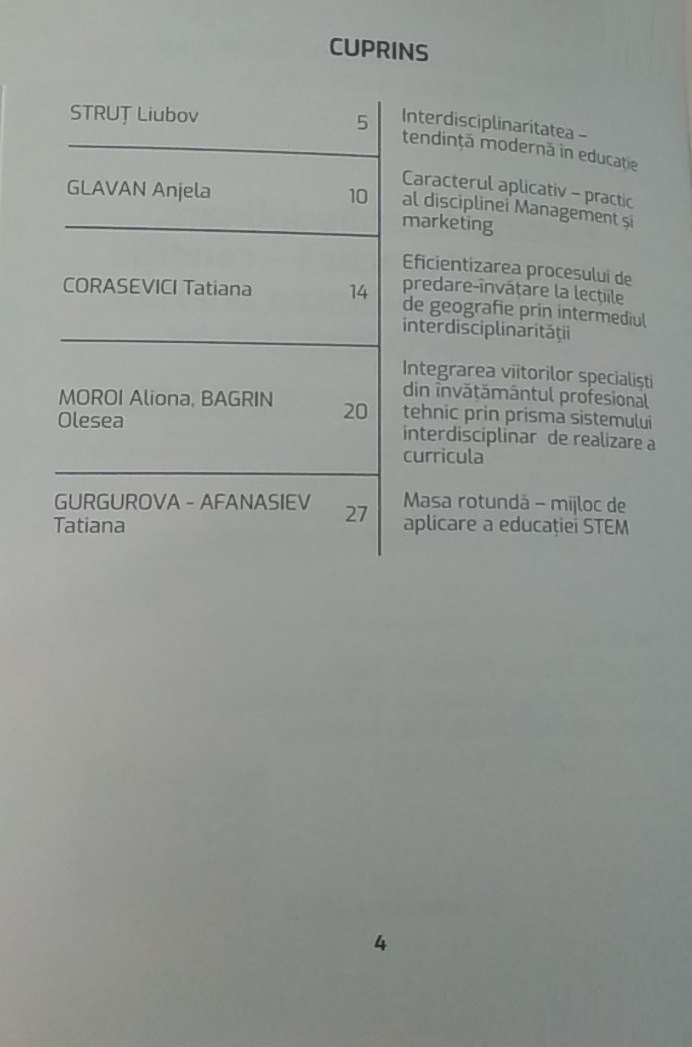 CUPRINS
STRUȚ Liubov 5
Interdisciplinaritatea –
tendință modernă în educație
GLAVAN Anjela 10
Caracterul aplicativ – practic
al disciplinei Management și
marketing
CORASEVICI Tatiana 14
Eficientizarea procesului de
predare-învățare la lecțiile
de geografie prin intermediul
interdisciplinarității
MOROI Aliona, BAGRIN
Olesea 20
Integrarea viitorilor specialiști
din învățământul profesional
tehnic prin prisma sistemului
interdisciplinar de realizare a
curricula
GURGUROVA - AFANASIEV
Tatiana 27
Masa rotundă – mijloc de
aplicare a educației STEM
4